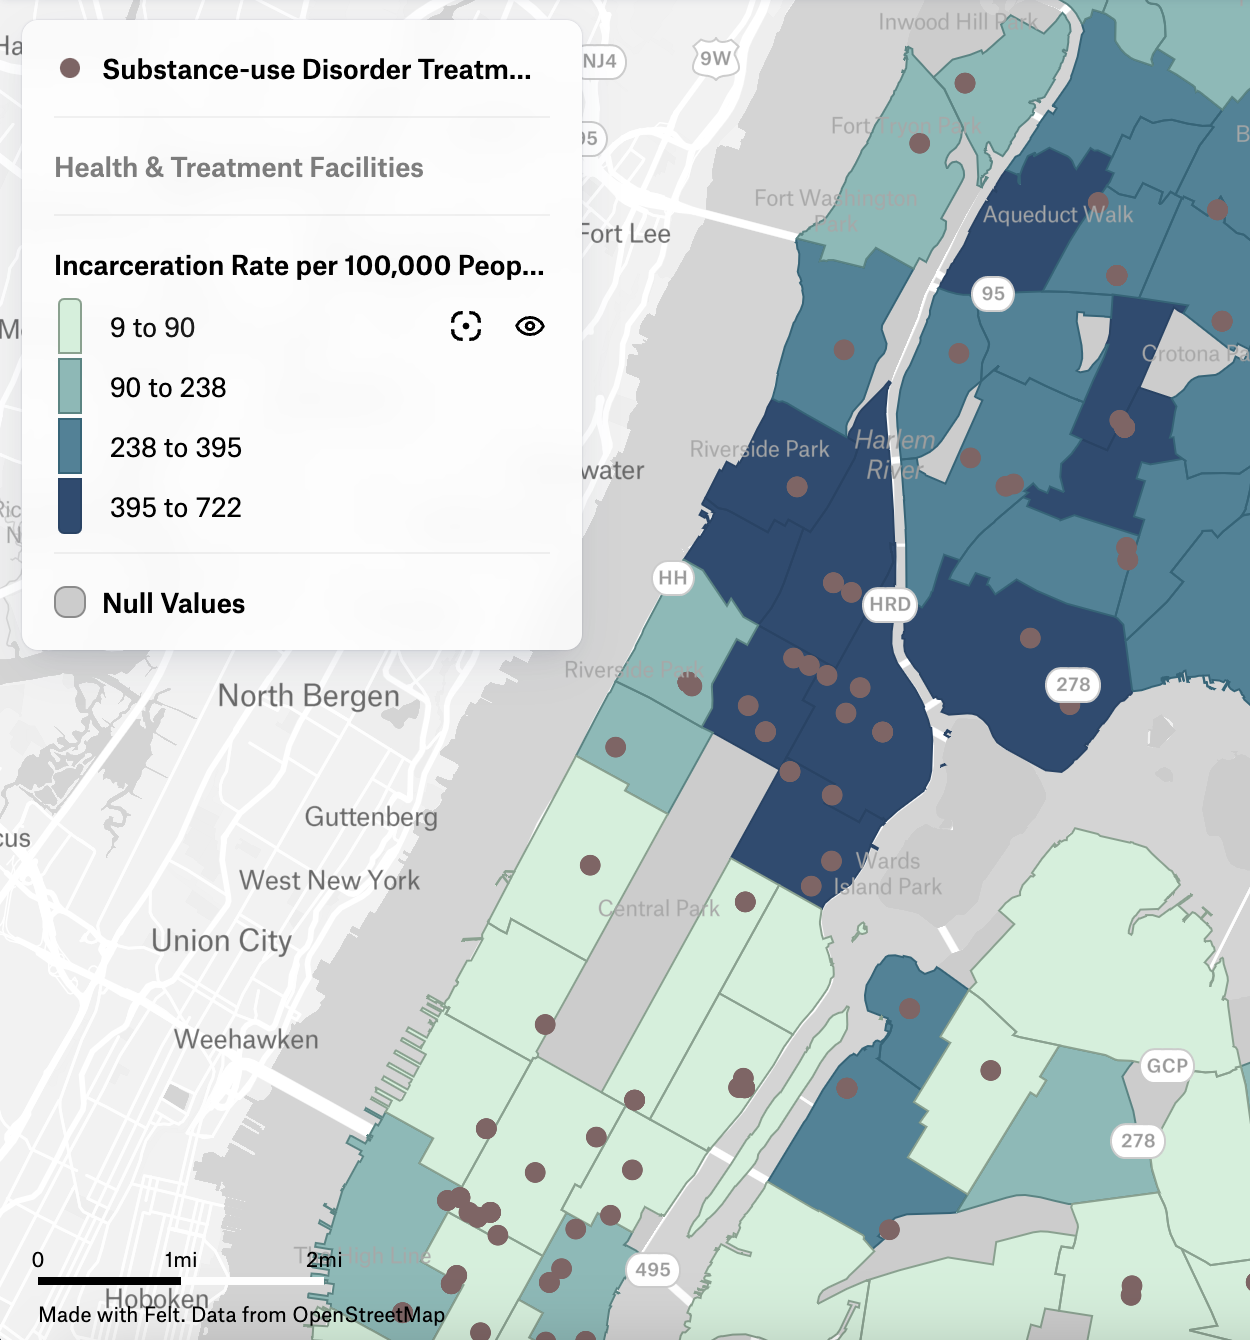 Substance-use Disorder Treatm...
Health & Treatment Facilities
Incarceration Rate per 100,000 Peop...
9 to 90
90 to 238
238 to 395
395 to 722
Null Values
Inwood Hill Park
NJ4
9W
95
Fort Tryon Park
Fort Washington
Park
Aqueduct Walk
Fort Lee
95
Crotona Pa
Riverside Park
Harlem
River
water
HH
HRD
Riverside Park
278
North Bergen
Guttenberg
cus
West New York
Wards
Island Park
Central Park
Union City
Weehawken
GCP
278
The High Line
495
0
1mi
2mi
Hoboken
Made with Felt. Data from OpenStreetMap